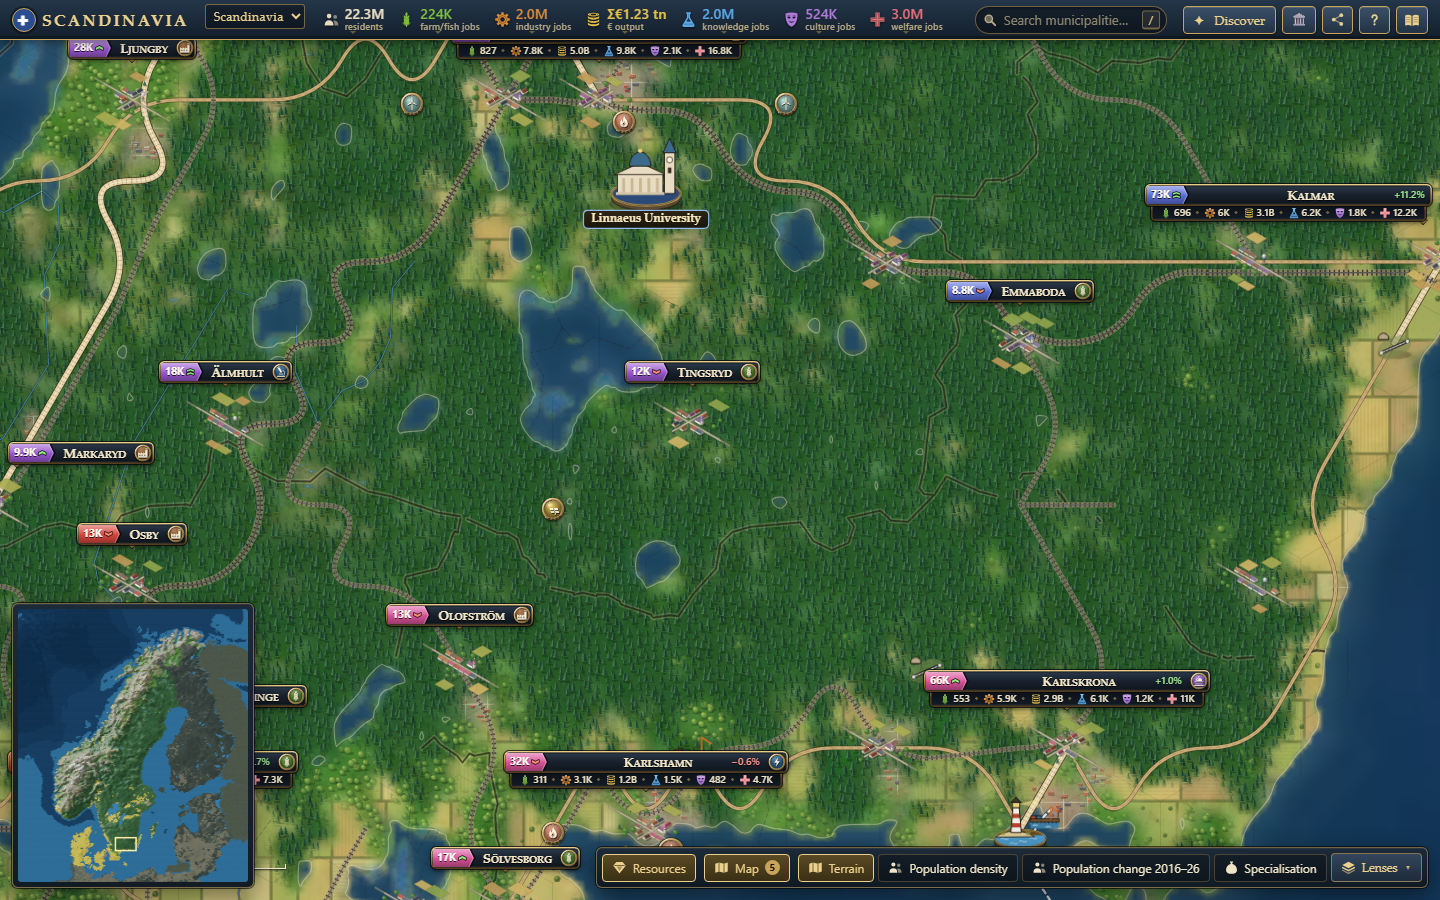 SCANDINAVIA
Scandinavia
22.3M
residents
224K
farm/fish jobs
2.0M
industry jobs
Σ€1.23 tn
€ output
2.0M
knowledge jobs
524K
culture jobs
3.0M
welfare jobs
Search municipalitie...
/
Discover
?
28K
LJUNGBY
827 · 7.8K · 5.0B · 9.8K · 2.1K · 16.8K
Linnaeus University
73K
KALMAR
+11.2%
696 · 6K · 3.1B · 6.2K · 1.8K · 12.2K
8.8K
EMMABODA
18K
ÄLMHULT
12K
TINGSRYD
9.9K
MARKARYD
13K
OSBY
13K
OLOFSTRÖM
66K
KARLSKRONA
+1.0%
553 · 5.9K · 2.9B · 6.1K · 1.2K · 11K
INGE
.7%
7.3K
32K
KARLSHAMN
−0.6%
311 · 3.1K · 1.2B · 1.5K · 482 · 4.7K
17K
SÖLVESBORG
Resources
Map 5
Terrain
Population density
Population change 2016–26
Specialisation
Lenses